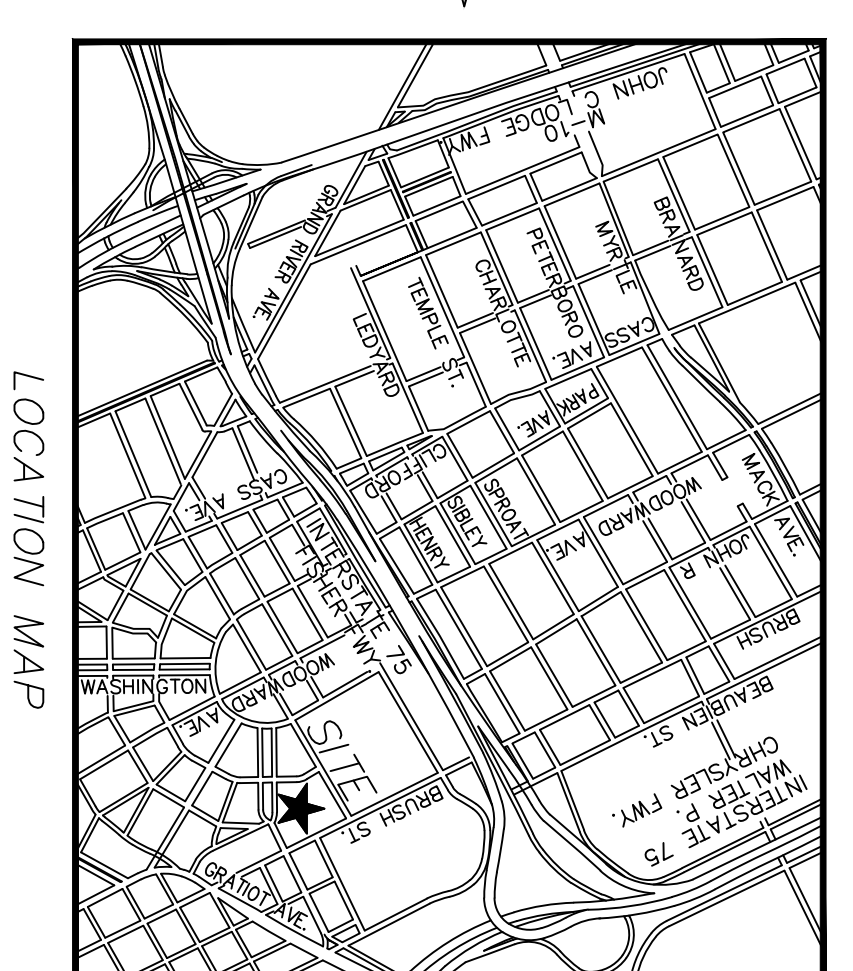 JOHN
C LODGE FWY
M-10
GRAND RIVER AVE.
BRAINARD
MYRTLE
PETERBORO
CHARLOTTE
TEMPLE ST.
LEDYARD
CASS
AVE.
PARK AVE.
CLIFFORD
CASS AVE.
SPROAT
SIBLEY
HENRY
WOODWARD
AVE.
MACK AVE.
JOHN R
BRUSH
BEAUBIEN ST.
INTERSTATE 75
FISHER FWY
WASHINGTON
WOODWARD
AVE.
SITE
BRUSH ST.
GRATIOT AVE.
INTERSTATE 75
WALTER P.
CHRYSLER FWY.
LOCATION MAP